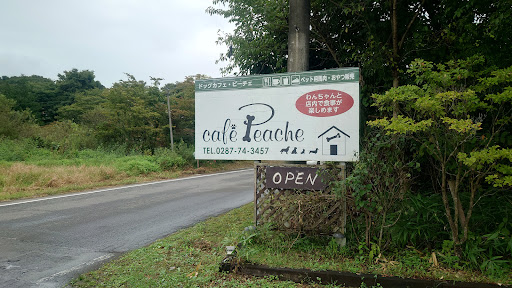 ドッグカフェ・ピーチェ
ペット同伴可・おやつ販売
わんちゃんと
店内で食事が
楽しめます
café Peache
TEL.0287-74-3457
OPEN